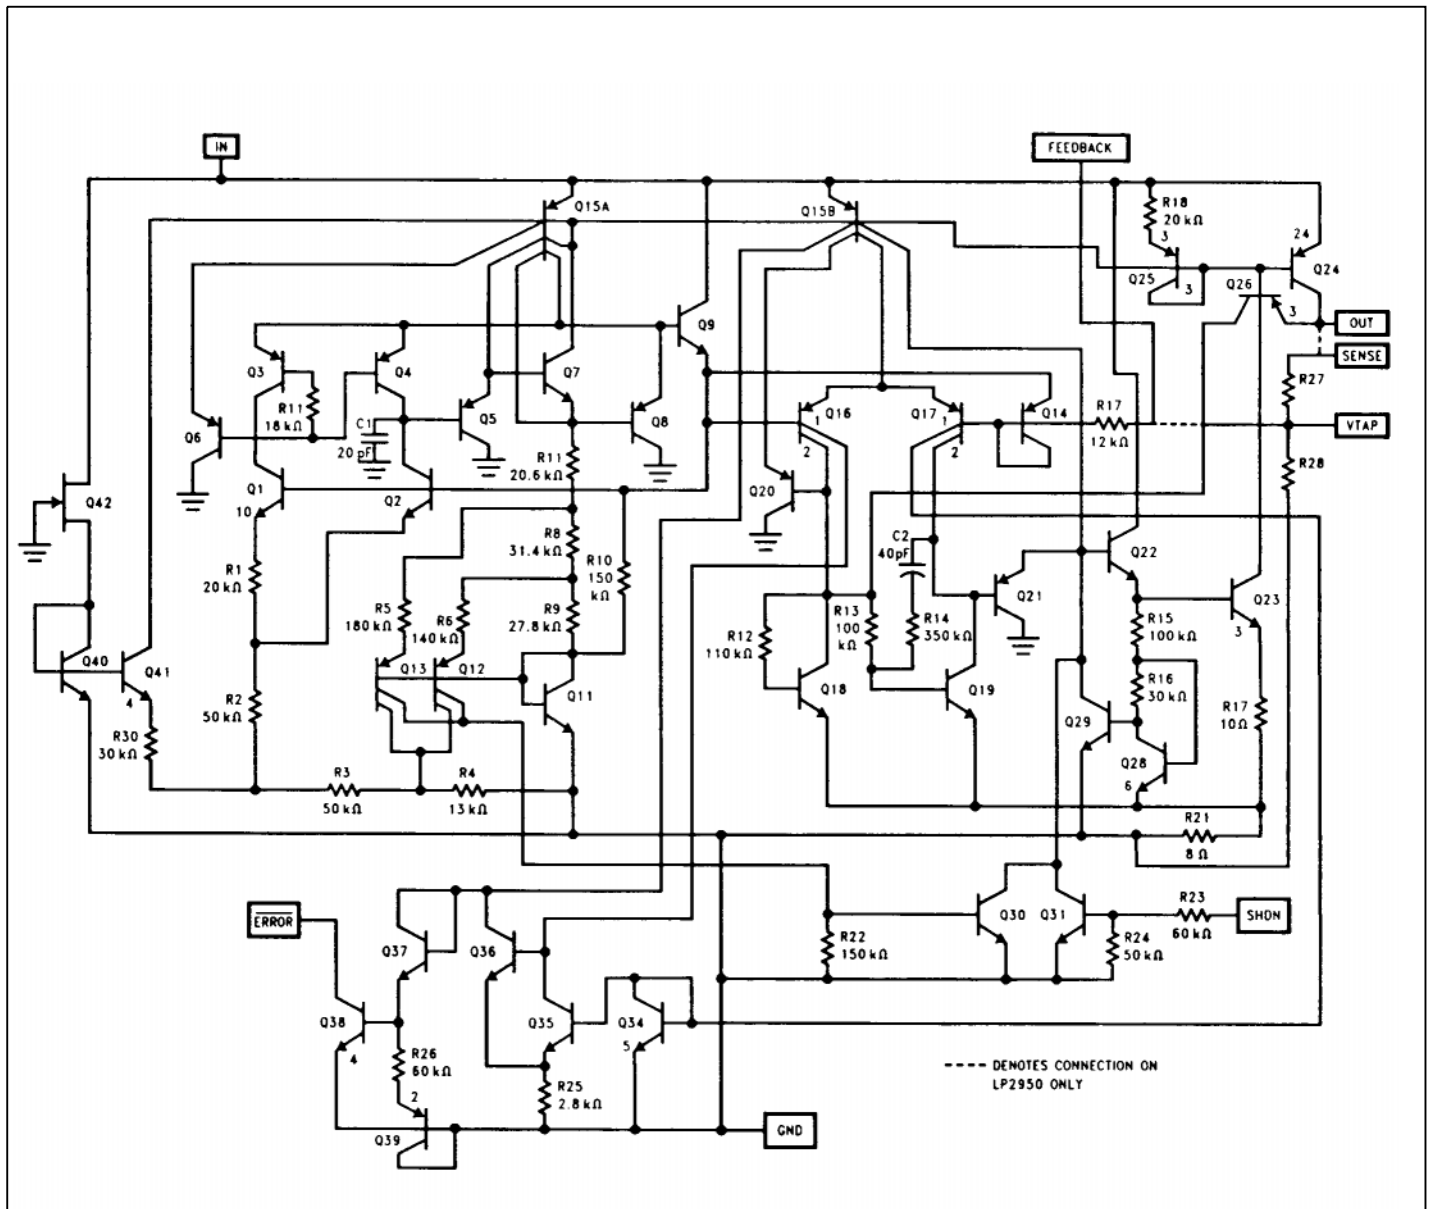 IN
FEEDBACK
Q15A
Q15B
R18
20 kΩ
3
Q25
3
24
Q24
Q26
3
OUT
SENSE
R27
VTAP
R28
Q9
Q3
R11
18 kΩ
Q4
C1
20 pF
Q5
Q7
Q8
Q6
Q16
1
2
Q17
1
2
Q14
R17
12 kΩ
Q42
Q1
10
Q2
R11
20.6 kΩ
Q20
C2
40pF
Q22
R1
20 kΩ
R8
31.4 kΩ
R10
150
kΩ
R5
180 kΩ
R6
140 kΩ
R9
27.8 kΩ
Q21
Q23
3
R12
110 kΩ
R13
100
kΩ
R14
350 kΩ
R15
100 kΩ
Q40
Q41
4
R30
30 kΩ
R2
50 kΩ
Q13
Q12
Q11
Q18
Q19
R16
30 kΩ
Q29
Q28
6
R17
10Ω
R3
50 kΩ
R4
13 kΩ
R21
8 Ω
ERROR
Q37
Q36
Q30
Q31
R22
150 kΩ
R24
50 kΩ
R23
60 kΩ
SHDN
Q38
4
Q35
Q34
5
R26
60 kΩ
2
Q39
R25
2.8 kΩ
GND
DENOTES CONNECTION ON
LP2950 ONLY